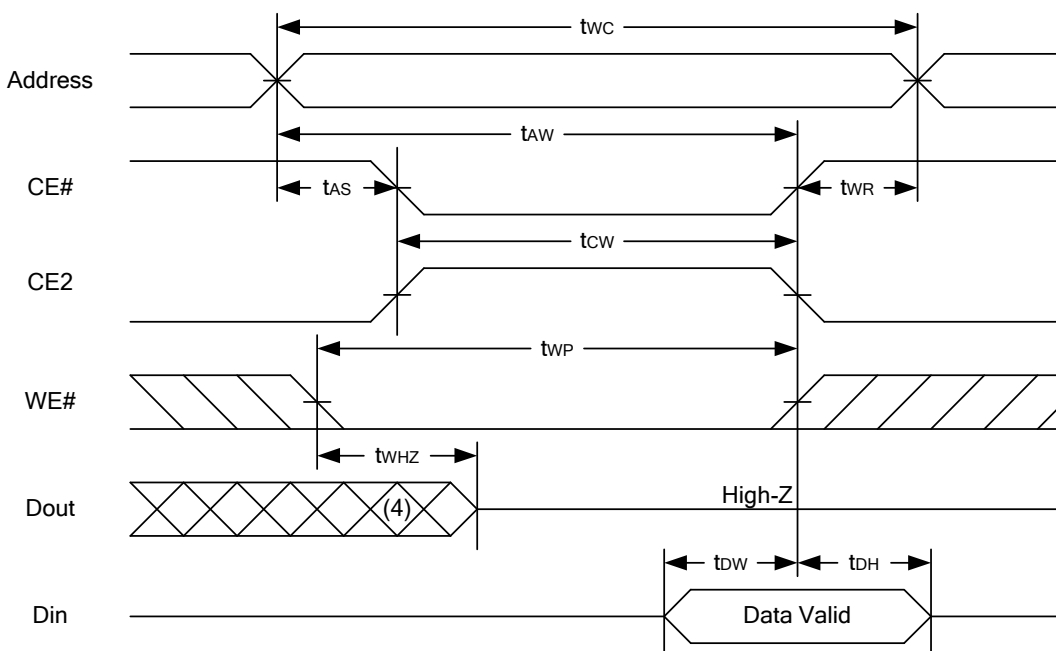 tWC
Address
tAW
CE#
tAS
tWR
tCW
CE2
tWP
WE#
tWHZ
Dout
(4)
High-Z
tDW
tDH
Din
Data Valid